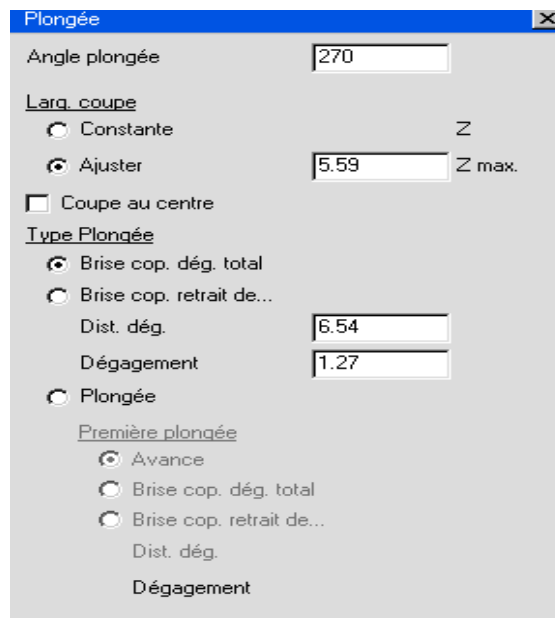 Plongée
Angle plongée 270
Larg. coupe
Constante Z
Ajuster 5.59 Z max.
Coupe au centre
Type Plongée
Brise cop. dég. total
Brise cop. retrait de...
Dist. dég. 6.54
Dégagement 1.27
Plongée
Première plongée
Avance
Brise cop. dég. total
Brise cop. retrait de...
Dist. dég.
Dégagement